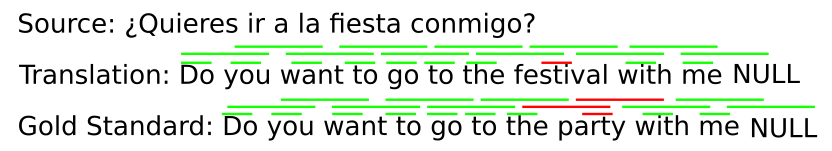 Source: ¿Quieres ir a la fiesta conmigo?
Translation: Do you want to go to the festival with me NULL
Gold Standard: Do you want to go to the party with me NULL